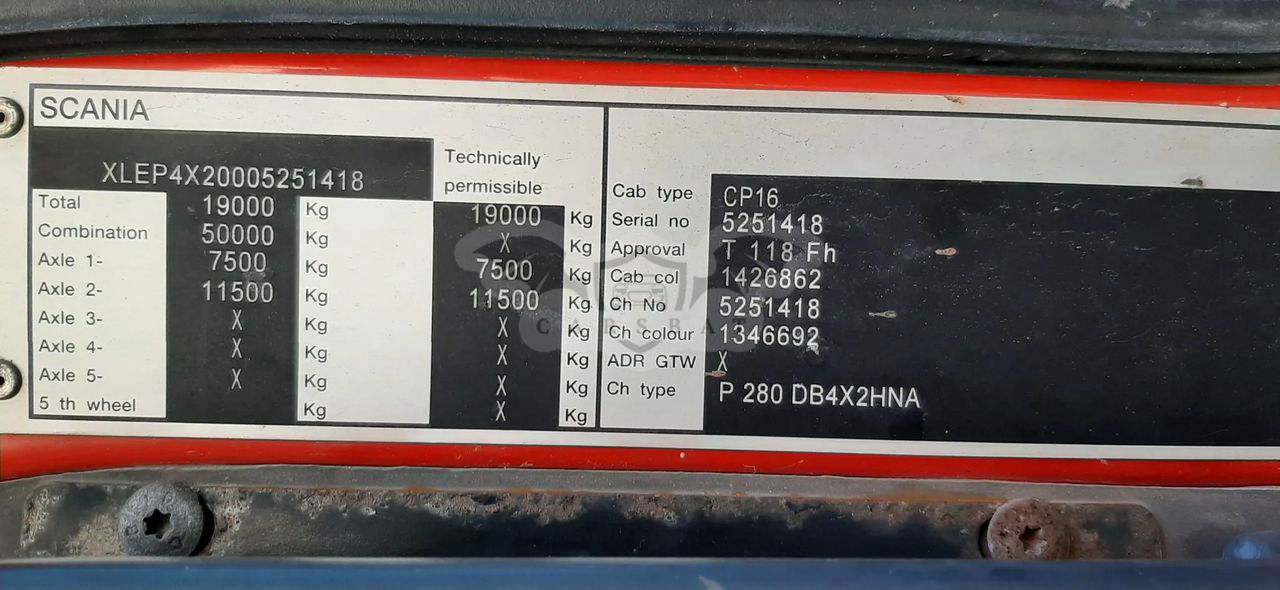 SCANIA
XLEP4X20005251418
Technically
permissible
Total 19000 Kg 19000 Kg
Combination 50000 Kg X Kg
Axle 1- 7500 Kg 7500 Kg
Axle 2- 11500 Kg 11500 Kg
Axle 3- X Kg X Kg
Axle 4- X Kg X Kg
Axle 5- X Kg X Kg
5 th wheel Kg X Kg
Cab type CP16
Serial no 5251418
Approval T 118 Fh
Cab col 1426862
Ch No 5251418
Ch colour 1346692
ADR GTW X
Ch type P 280 DB4X2HNA
CARSBAT